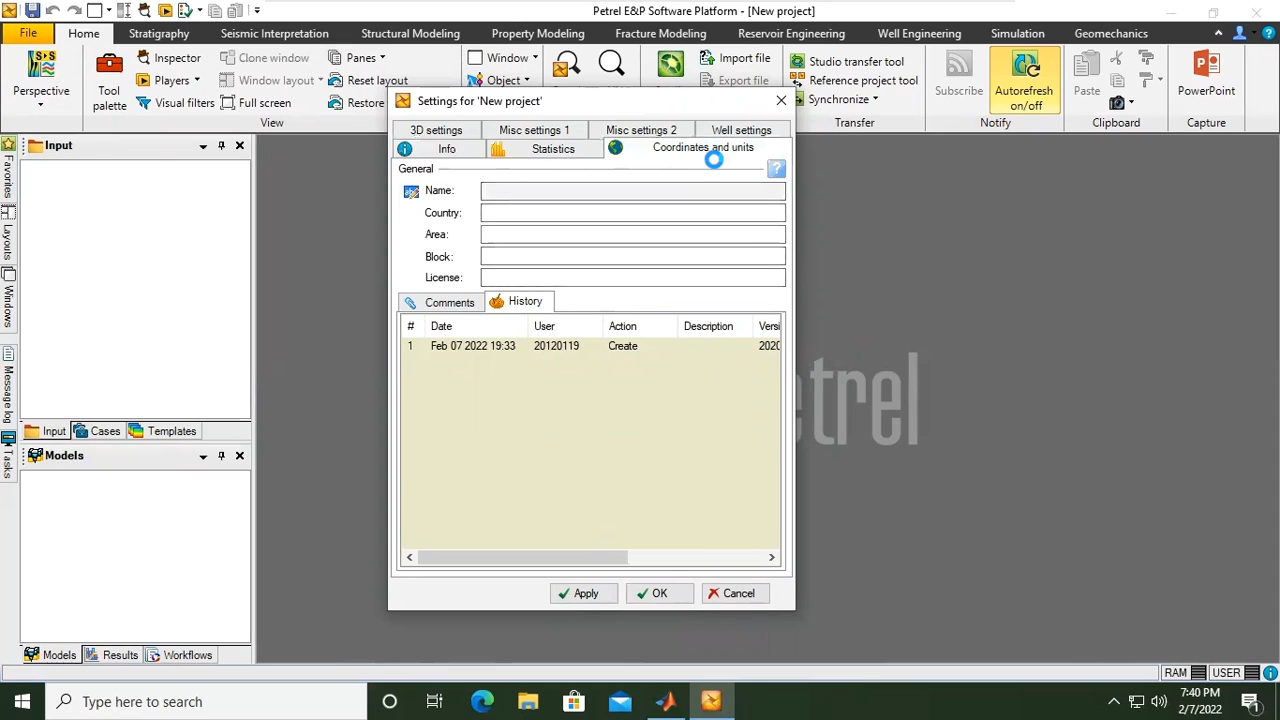 Petrel E&P Software Platform - [New project]
File
Home
Stratigraphy
Seismic Interpretation
Structural Modeling
Property Modeling
Fracture Modeling
Reservoir Engineering
Well Engineering
Simulation
Geomechanics
Perspective
Tool palette
Inspector
Players
Visual filters
Clone window
Window layout
Full screen
Panes
Reset layout
Restore
View
Window
Object
Import file
Export file
Studio transfer tool
Reference project tool
Synchronize
Transfer
Subscribe
Autorefresh on/off
Notify
Paste
Clipboard
PowerPoint
Capture
Favorites
Layouts
Windows
Message log
Tasks
Input
Input
Cases
Templates
Models
Models
Results
Workflows
Settings for 'New project'
3D settings
Misc settings 1
Misc settings 2
Well settings
Info
Statistics
Coordinates and units
General
?
Name:
Country:
Area:
Block:
License:
Comments
History
# Date User Action Description Versi
1 Feb 07 2022 19:33 20120119 Create 2020
Apply
OK
Cancel
etrel
RAM
USER
Type here to search
7:40 PM
2/7/2022
1